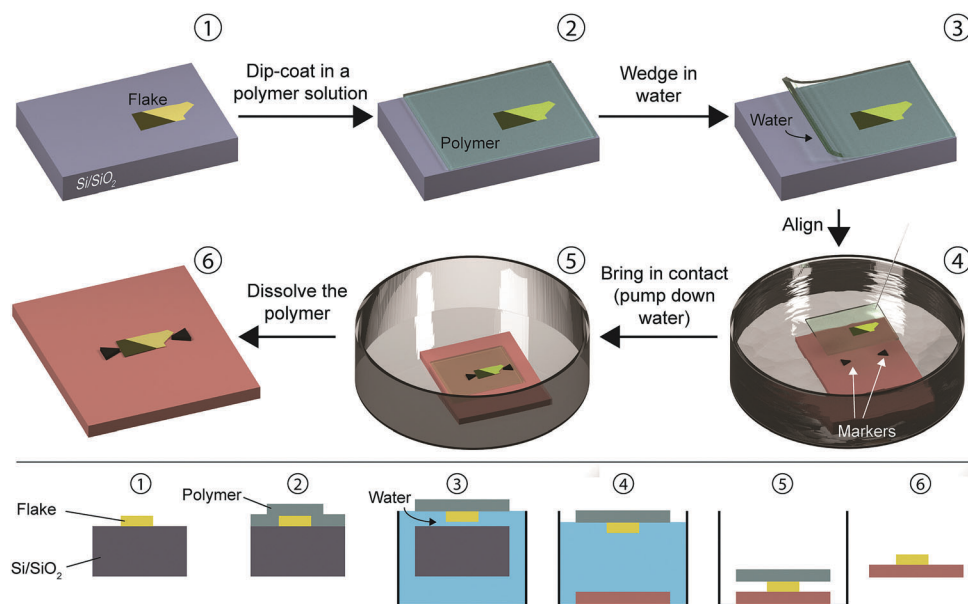 ①
②
③
Dip-coat in a
polymer solution
Wedge in
water
Flake
Si/SiO₂
Polymer
Water
Align
⑥
⑤
④
Dissolve the
polymer
Bring in contact
(pump down
water)
Markers
①
②
③
④
⑤
⑥
Flake
Polymer
Water
Si/SiO₂